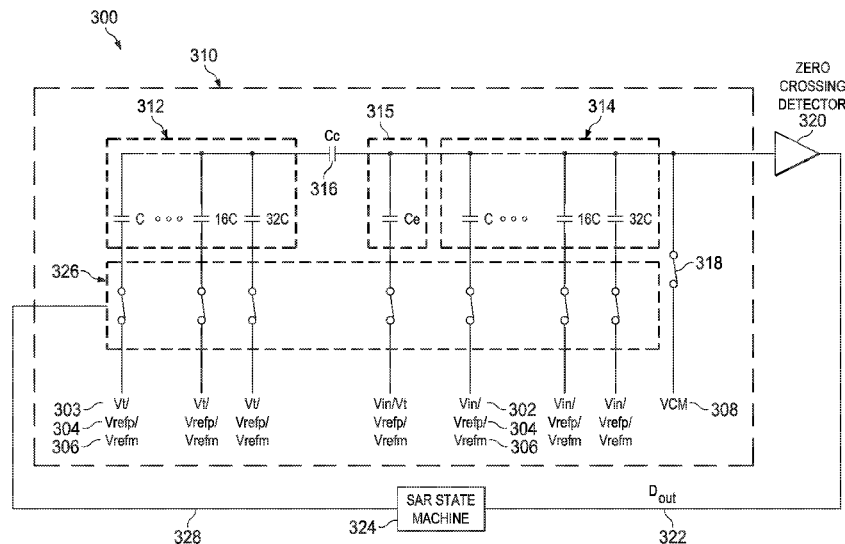 300
310
312
Cc
315
314
ZERO
CROSSING
DETECTOR
320
316
C
16C
32C
Ce
C
16C
32C
326
318
303
Vt/
Vt/
Vt/
Vin/Vt
Vin/
302
Vin/
Vin/
VCM
308
304
Vrefp/
Vrefp/
Vrefp/
Vrefp/
Vrefp/
304
Vrefp/
Vrefp/
306
Vrefm
Vrefm
Vrefm
Vrefm
Vrefm
306
Vrefm
Vrefm
SAR STATE
MACHINE
324
Dout
328
322